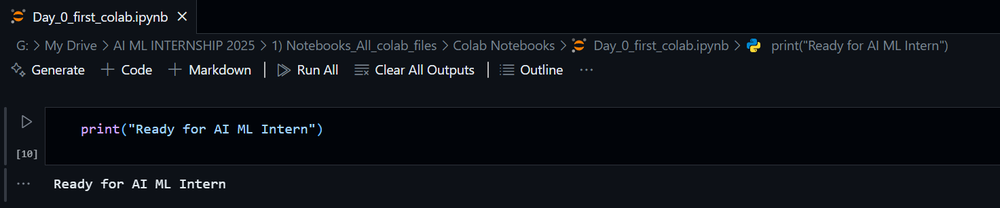 Day_0_first_colab.ipynb
G: > My Drive > AI ML INTERNSHIP 2025 > 1) Notebooks_All_colab_files > Colab Notebooks > Day_0_first_colab.ipynb > print("Ready for AI ML Intern")
Generate + Code + Markdown | Run All Clear All Outputs | Outline ...
print("Ready for AI ML Intern")
[10]
... Ready for AI ML Intern